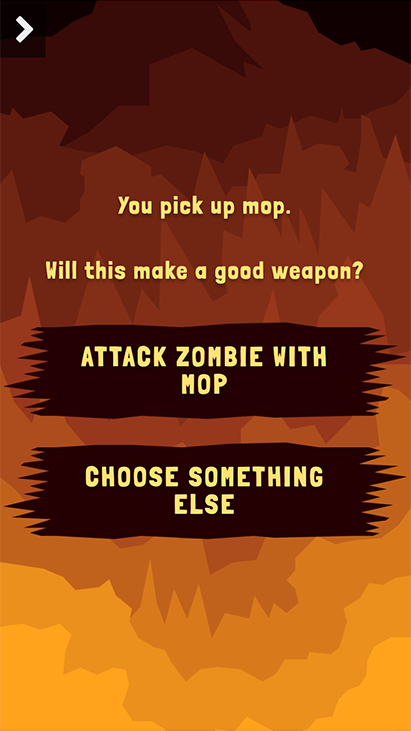 You pick up mop.
Will this make a good weapon?
ATTACK ZOMBIE WITH
MOP
CHOOSE SOMETHING
ELSE